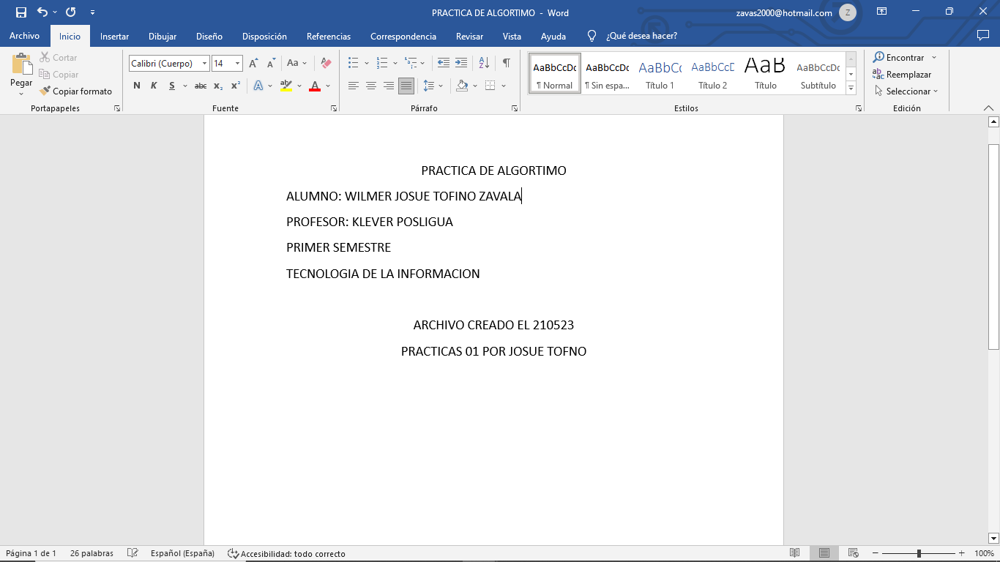 PRACTICA DE ALGORTIMO - Word
zavas2000@hotmail.com
Z
Archivo Inicio Insertar Dibujar Diseño Disposición Referencias Correspondencia Revisar Vista Ayuda ¿Qué desea hacer?
Pegar
Cortar
Copiar
Copiar formato
Portapapeles
Calibri (Cuerpo) 14
N K S abc x₂ x²
Aa
A A
Fuente
Párrafo
AaBbCcDc AaBbCcDc AaBbCc AaBbCcD AaB AaBbCcDc
¶ Normal ¶ Sin espa... Título 1 Título 2 Título Subtítulo
Estilos
Encontrar
Reemplazar
Seleccionar
Edición
PRACTICA DE ALGORTIMO
ALUMNO: WILMER JOSUE TOFINO ZAVALA
PROFESOR: KLEVER POSLIGUA
PRIMER SEMESTRE
TECNOLOGIA DE LA INFORMACION
ARCHIVO CREADO EL 210523
PRACTICAS 01 POR JOSUE TOFNO
Página 1 de 1 26 palabras Español (España) Accesibilidad: todo correcto 100%